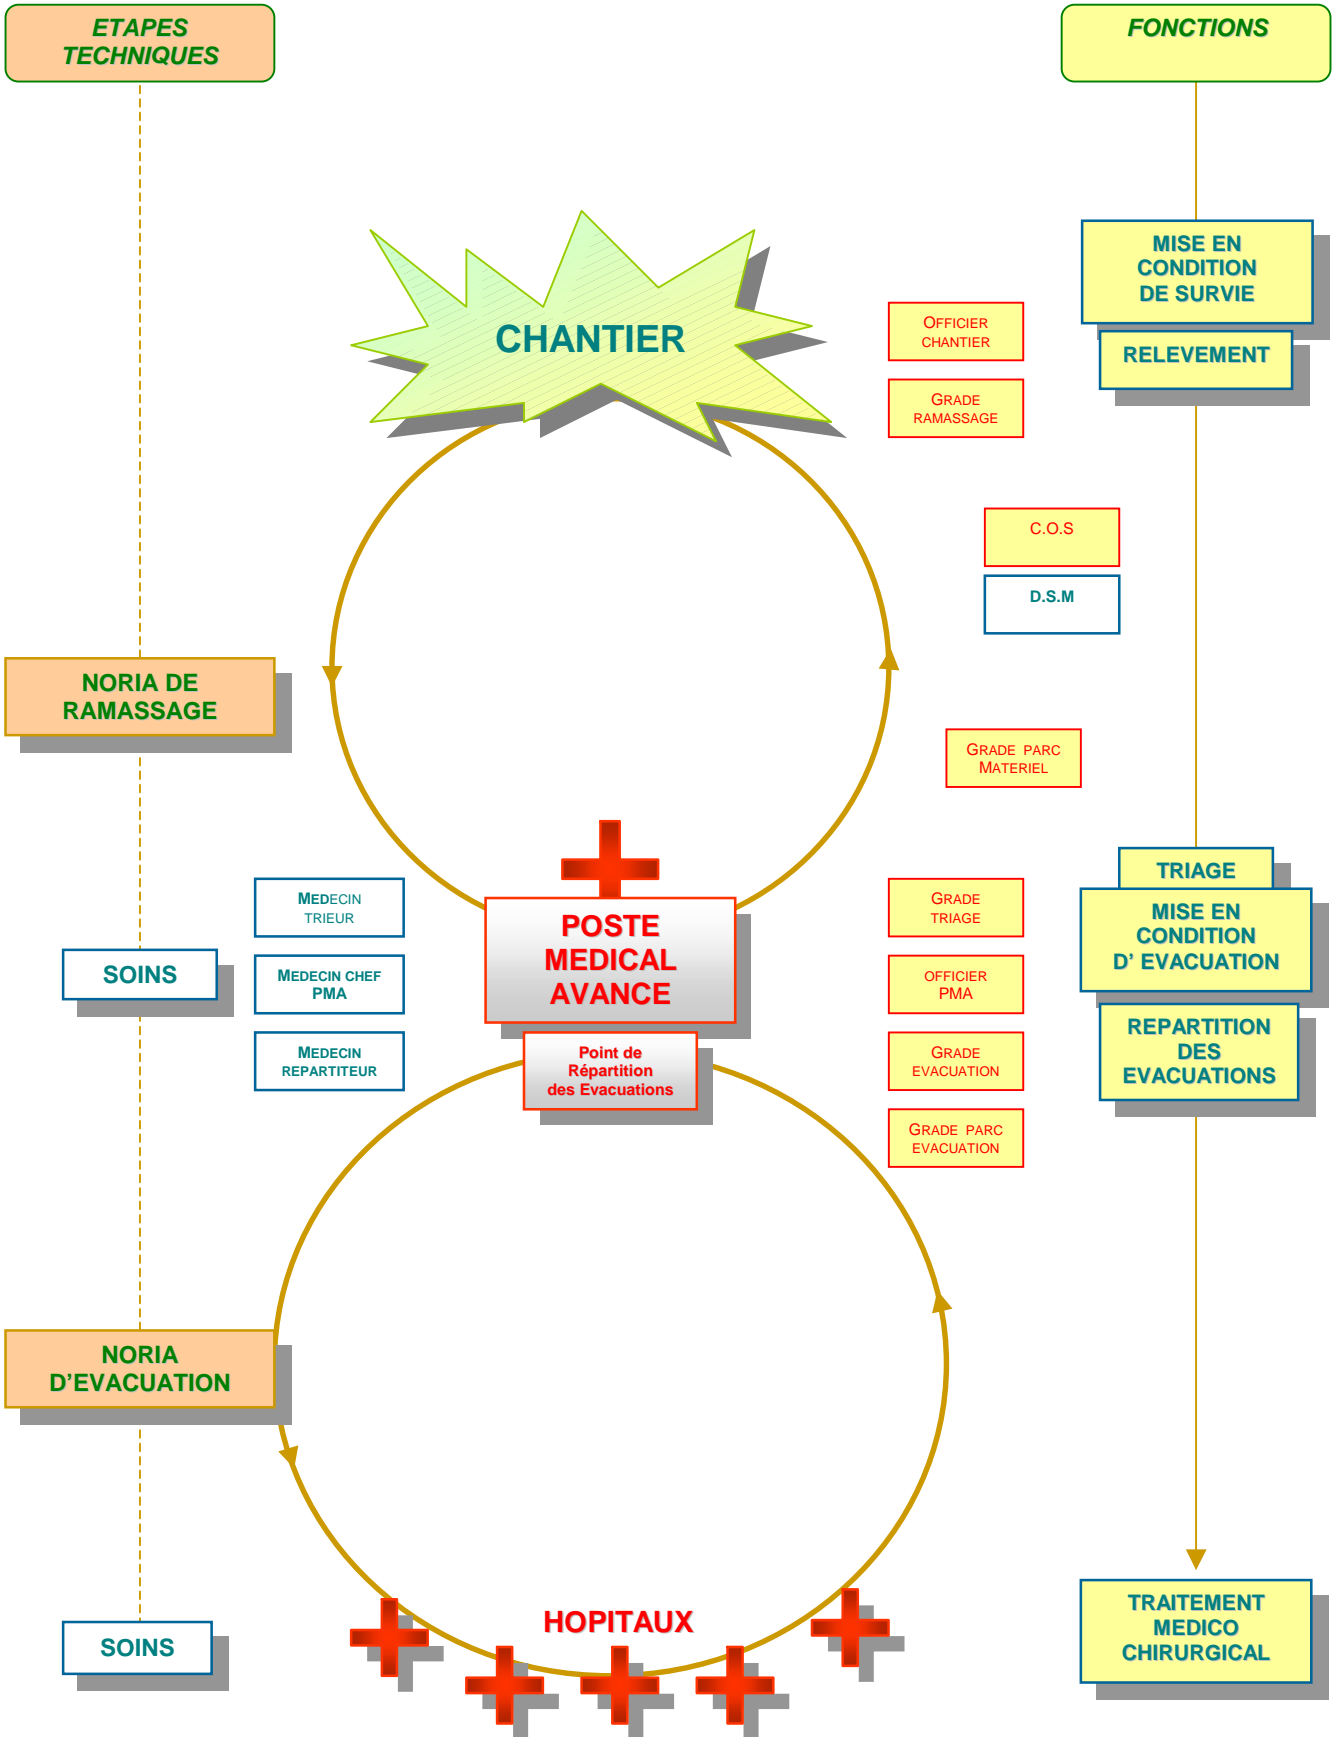 ETAPES
TECHNIQUES
FONCTIONS
MISE EN
CONDITION
DE SURVIE
RELEVEMENT
CHANTIER
OFFICIER
CHANTIER
GRADE
RAMASSAGE
C.O.S
D.S.M
NORIA DE
RAMASSAGE
GRADE PARC
MATERIEL
TRIAGE
MISE EN
CONDITION
D' EVACUATION
REPARTITION
DES
EVACUATIONS
MEDECIN
TRIEUR
MEDECIN CHEF
PMA
MEDECIN
REPARTITEUR
SOINS
POSTE
MEDICAL
AVANCE
Point de
Répartition
des Evacuations
GRADE
TRIAGE
OFFICIER
PMA
GRADE
EVACUATION
GRADE PARC
EVACUATION
NORIA
D’EVACUATION
HOPITAUX
SOINS
TRAITEMENT
MEDICO
CHIRURGICAL